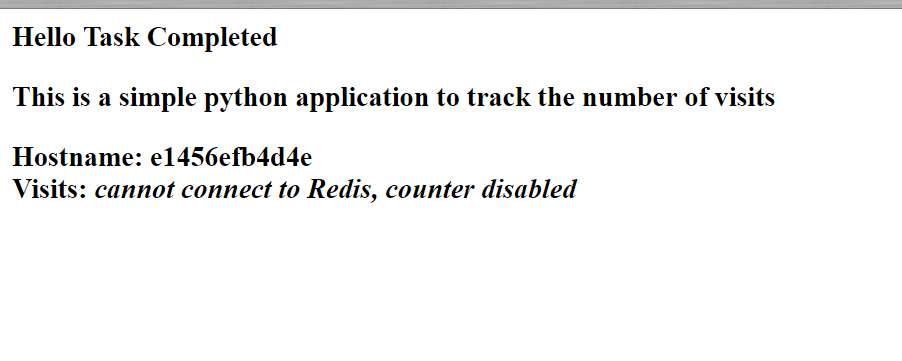 Hello Task Completed
This is a simple python application to track the number of visits
Hostname: e1456efb4d4e
Visits: cannot connect to Redis, counter disabled